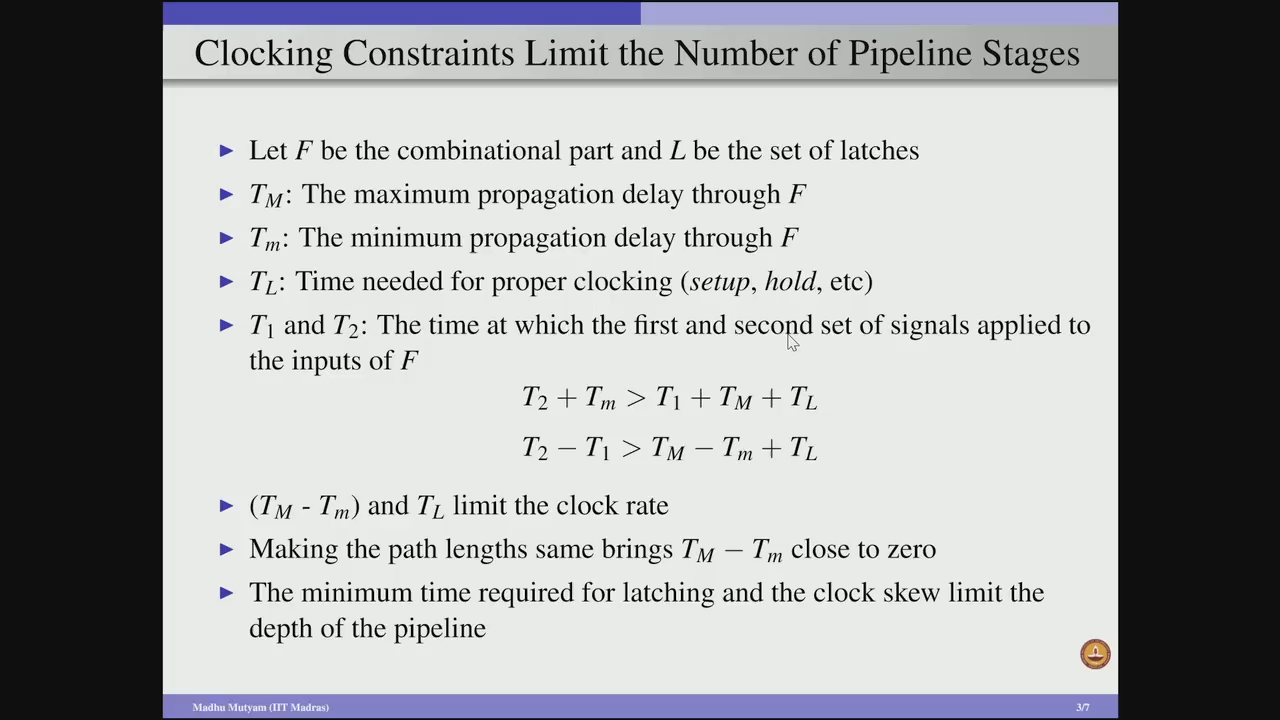 Clocking Constraints Limit the Number of Pipeline Stages
Let F be the combinational part and L be the set of latches
T_M: The maximum propagation delay through F
T_m: The minimum propagation delay through F
T_L: Time needed for proper clocking (setup, hold, etc)
T_1 and T_2: The time at which the first and second set of signals applied to
the inputs of F
T_2 + T_m > T_1 + T_M + T_L
T_2 − T_1 > T_M − T_m + T_L
(T_M - T_m) and T_L limit the clock rate
Making the path lengths same brings T_M − T_m close to zero
The minimum time required for latching and the clock skew limit the
depth of the pipeline
Madhu Mutyam (IIT Madras)
3/7